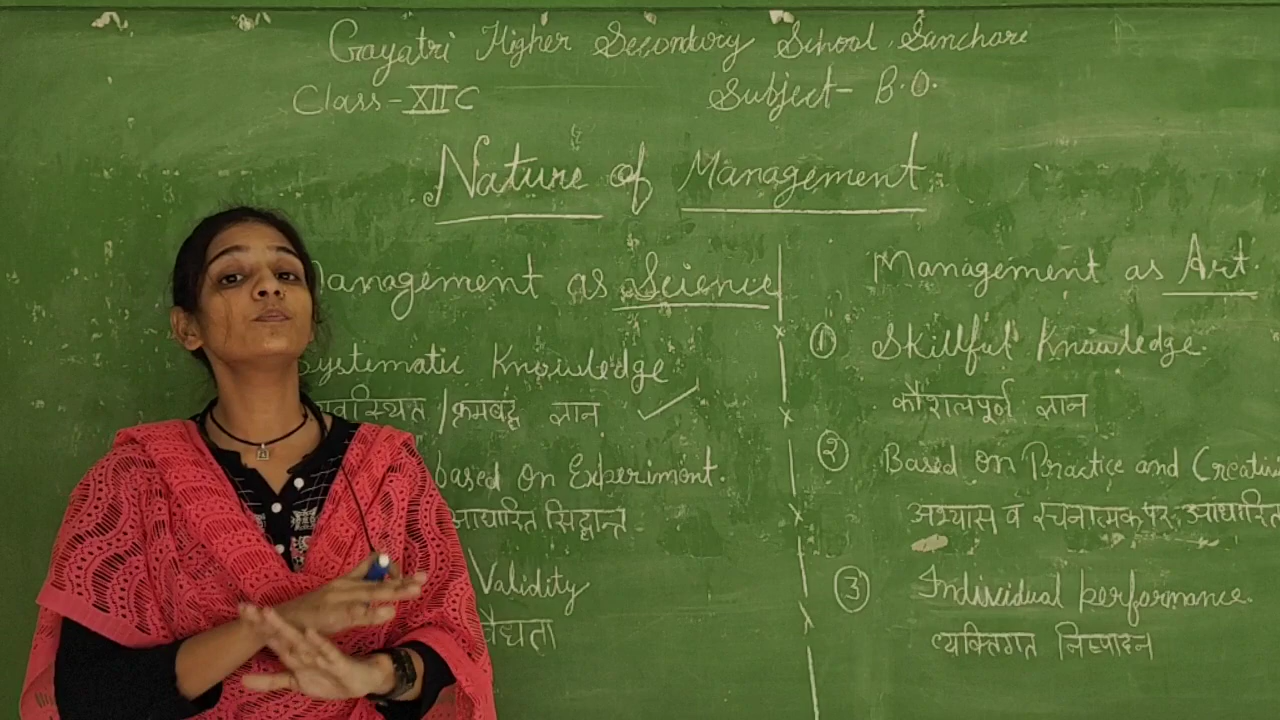 Gayatri Higher Secondary School, Sanchore
Class-XII C
Subject- B.O.
Nature of Management
Management as Science
Systematic Knowledge
/क्रमबद्ध ज्ञान
based on Experiment.
आधारित सिद्धान्त
Validity
वैधता
Management as Art.
① Skillful Knowledge.
कौशलपूर्ण ज्ञान
② Based on Practice and
अभ्यास व रचनात्मक पर आधारित
③ Individual performance.
व्यक्तिगत निष्पादन